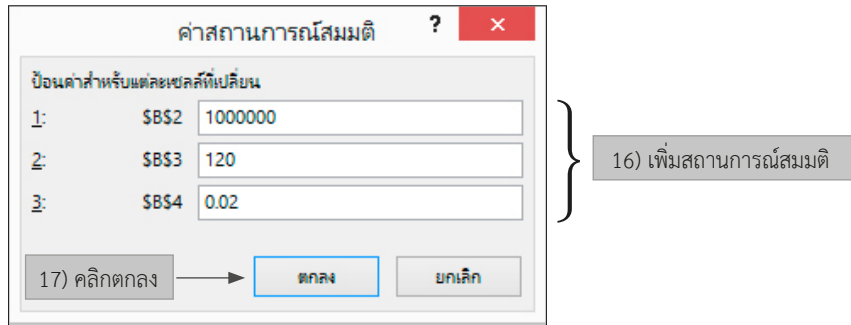 ค่าสถานการณ์สมมติ ? ×
ป้อนค่าสำหรับแต่ละเซลล์ที่เปลี่ยน
1: $B$2 1000000
2: $B$3 120
3: $B$4 0.02
16) เพิ่มสถานการณ์สมมติ
17) คลิกตกลง ตกลง ยกเลิก